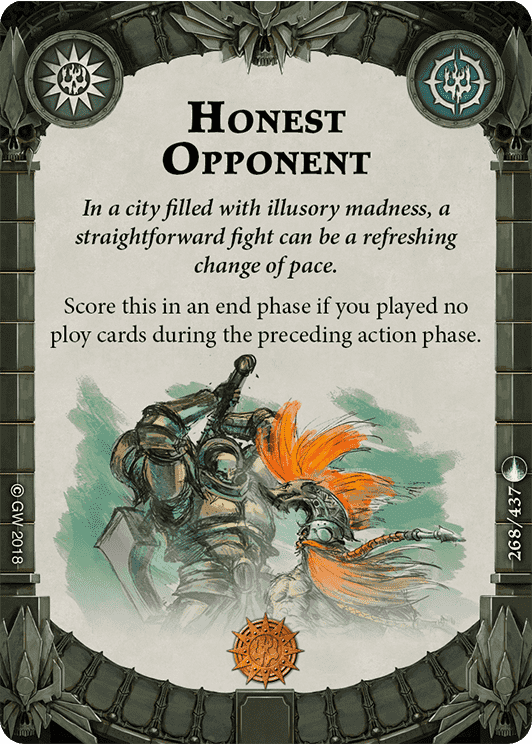 Honest
Opponent
In a city filled with illusory madness, a
straightforward fight can be a refreshing
change of pace.
Score this in an end phase if you played no
ploy cards during the preceding action phase.
© GW 2018
268/437